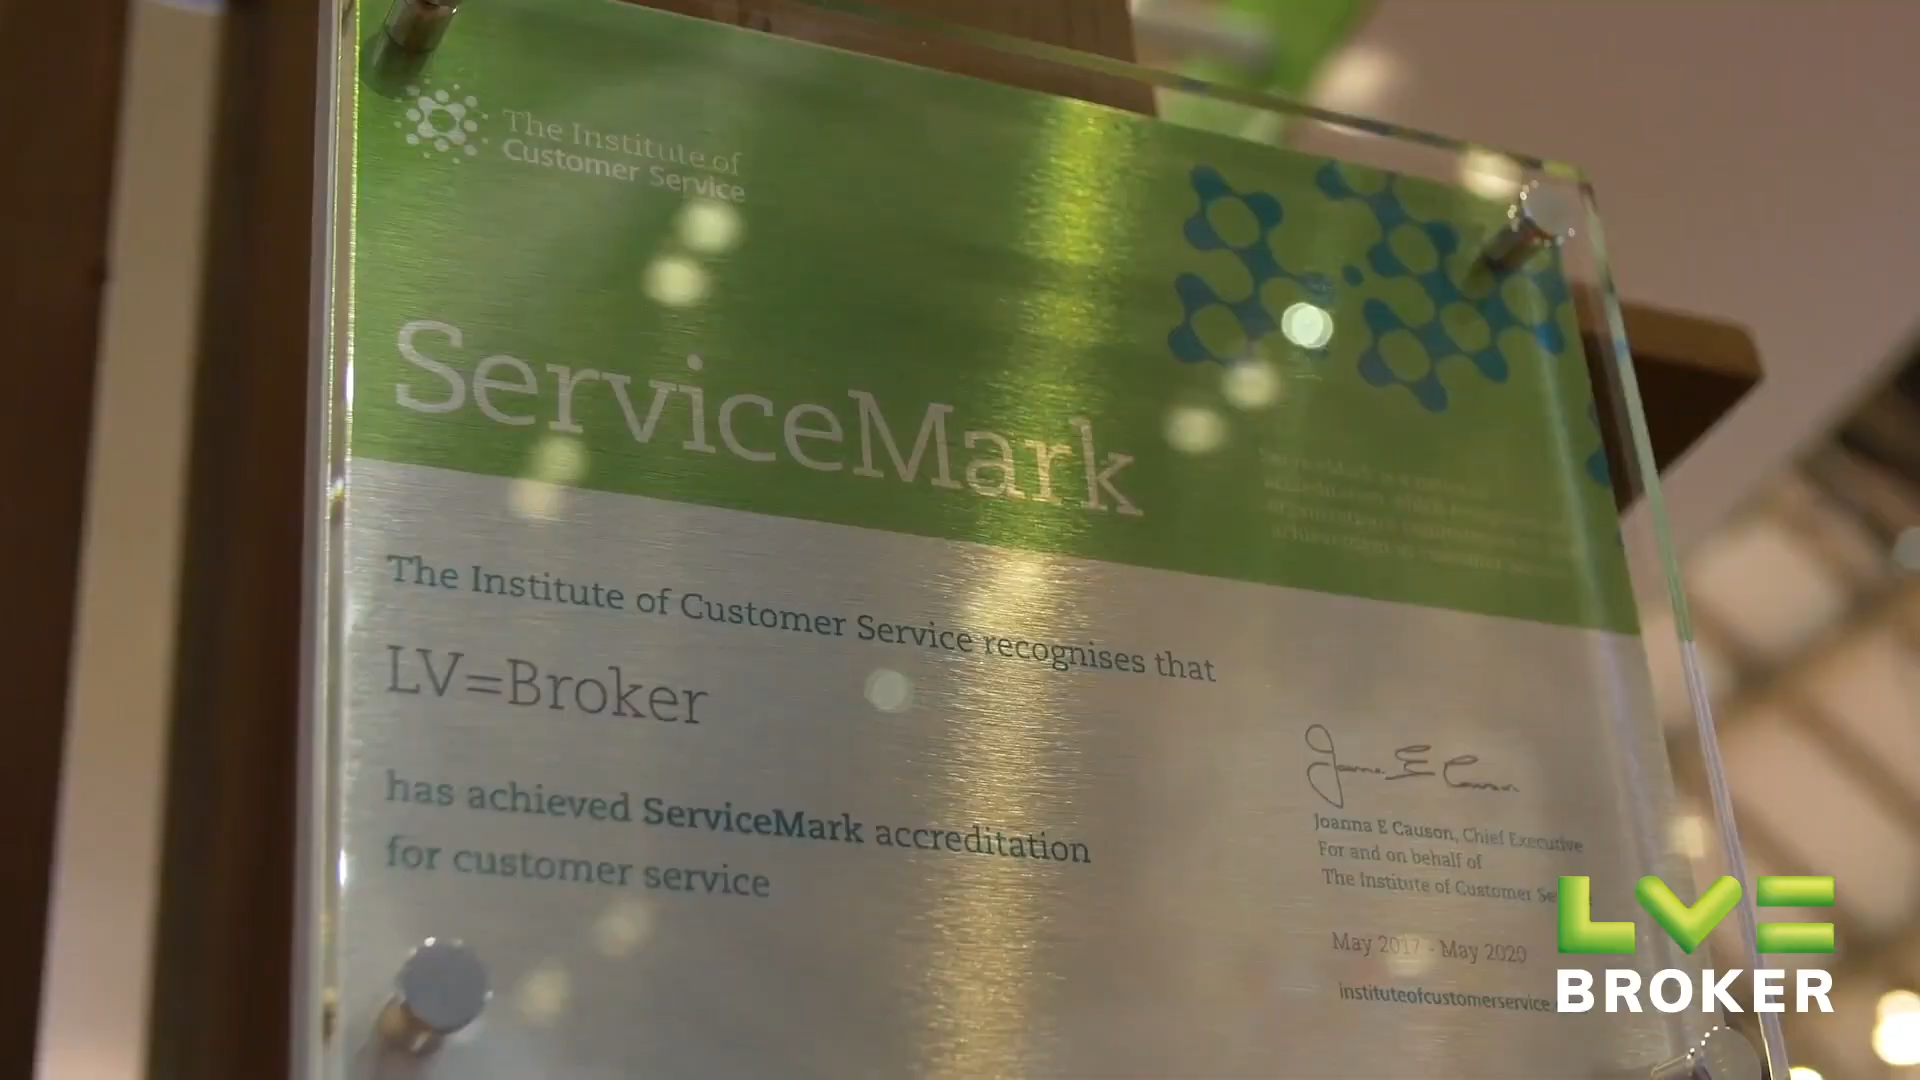 The Institute of
Customer Service
ServiceMark
The Institute of Customer Service recognises that
LV=Broker
has achieved ServiceMark accreditation
for customer service
Joanna E Causon, Chief Executive
For and on behalf of
The Institute of Customer
May 2017 - May 2020
instituteofcustomerservice.
LV=
BROKER